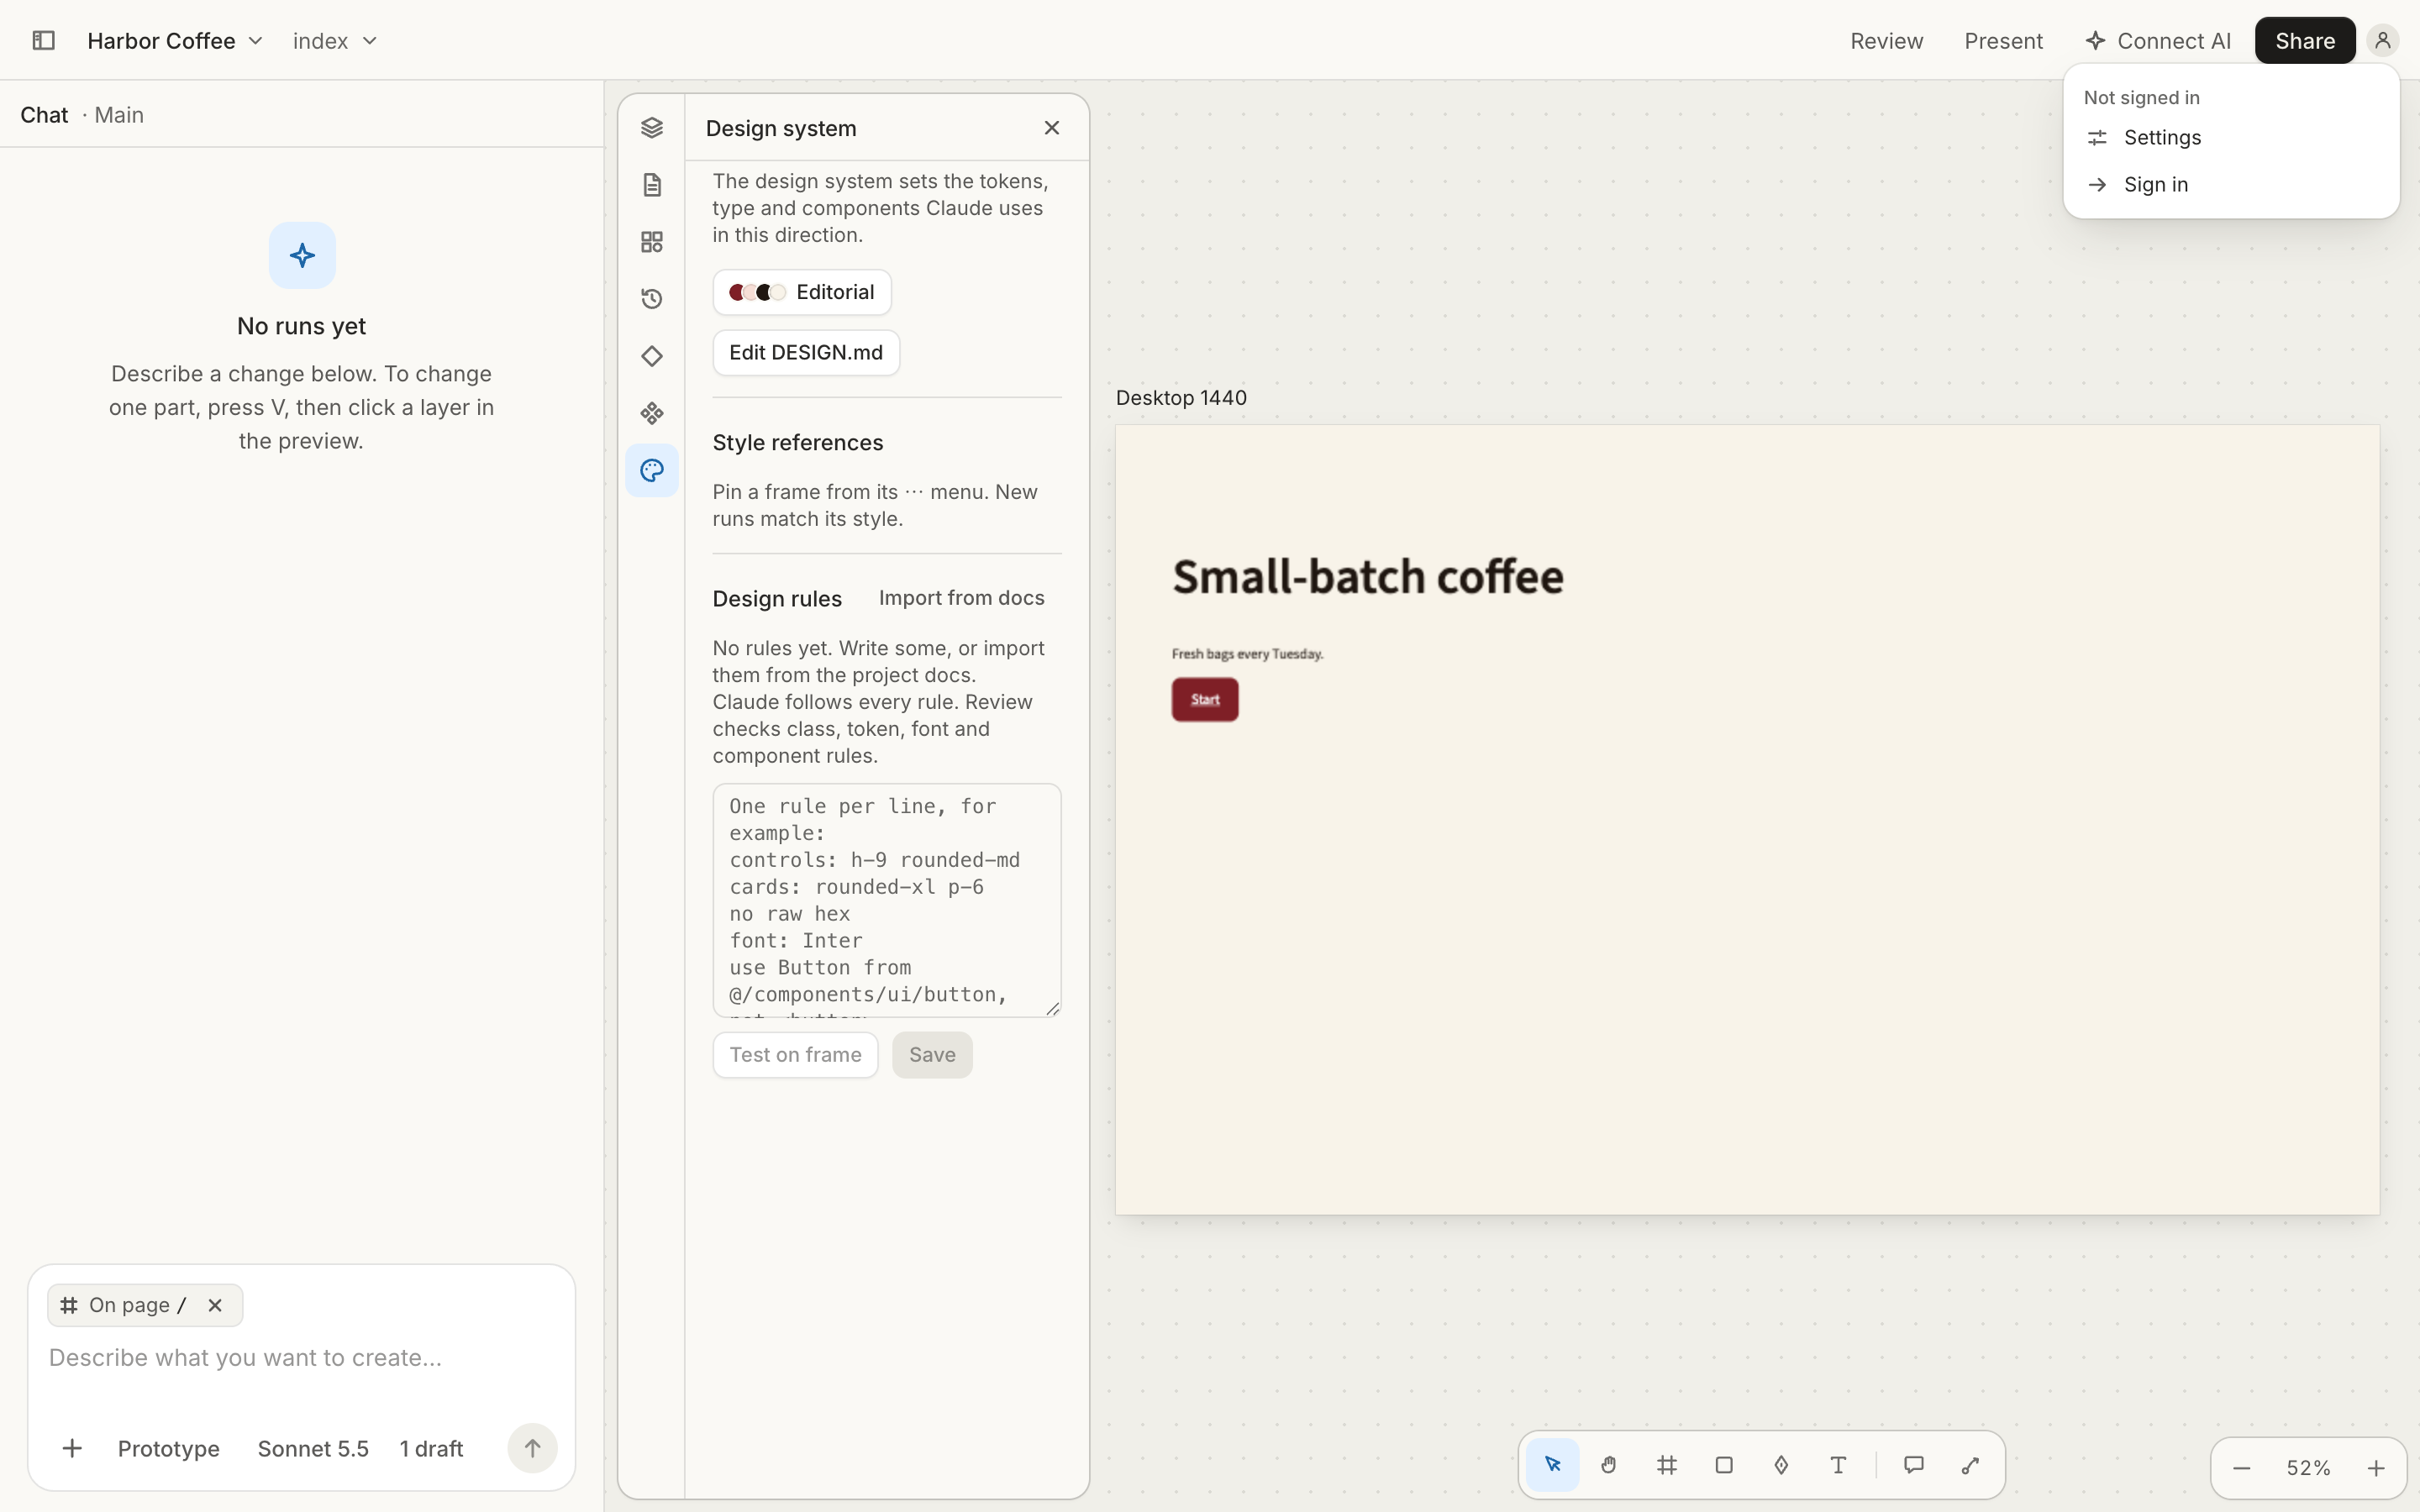 Harbor Coffee
index
Review
Present
Connect AI
Share
Not signed in
Settings
Sign in
Chat · Main
No runs yet
Describe a change below. To change
one part, press V, then click a layer in
the preview.
On page /
Describe what you want to create...
Prototype
Sonnet 5.5
1 draft
Design system
The design system sets the tokens,
type and components Claude uses
in this direction.
Editorial
Edit DESIGN.md
Style references
Pin a frame from its ··· menu. New
runs match its style.
Design rules
Import from docs
No rules yet. Write some, or import
them from the project docs.
Claude follows every rule. Review
checks class, token, font and
component rules.
One rule per line, for
example:
controls: h-9 rounded-md
cards: rounded-xl p-6
no raw hex
font: Inter
use Button from
@/components/ui/button,
Test on frame
Save
Desktop 1440
Small-batch coffee
Fresh bags every Tuesday.
Start
52%